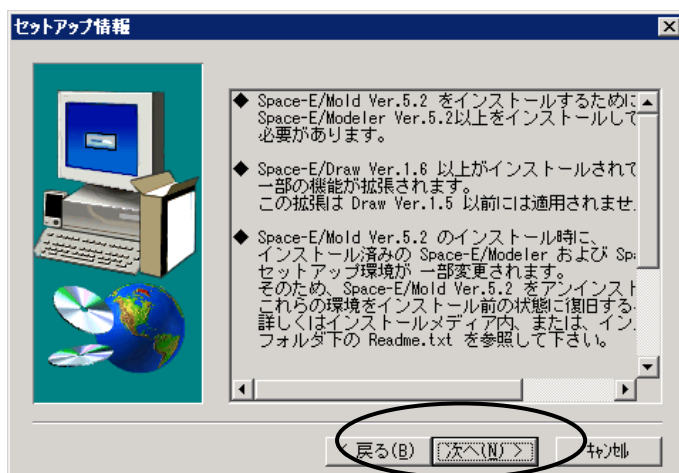 セットアップ情報
◆ Space-E/Mold Ver.5.2 をインストールするために
Space-E/Modeler Ver.5.2以上をインストールして
必要があります。
◆ Space-E/Draw Ver.1.6 以上がインストールされて
一部の機能が拡張されます。
この拡張は Draw Ver.1.5 以前には適用されませ
◆ Space-E/Mold Ver.5.2 のインストール時に、
インストール済みの Space-E/Modeler および Sp
セットアップ環境が 一部変更されます。
そのため、Space-E/Mold Ver.5.2 をアンインスト
これらの環境をインストール前の状態に復旧する
詳しくはインストールメディア内、または、イン
フォルダ下の Readme.txt を参照して下さい。
< 戻る(B) 次へ(N) > キャンセル